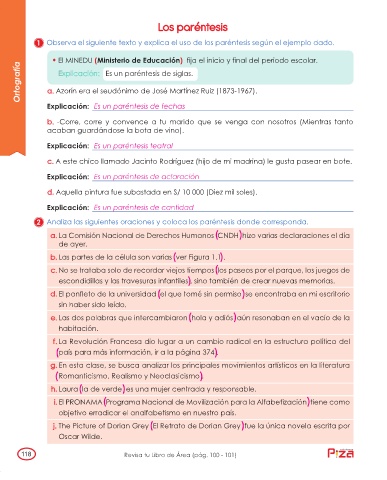 Los paréntesis
Ortografía
1 Observa el siguiente texto y explica el uso de los paréntesis según el ejemplo dado.
• El MINEDU (Ministerio de Educación) fija el inicio y final del período escolar.
Explicación: Es un paréntesis de siglas.
a. Azorín era el seudónimo de José Martínez Ruiz (1873-1967).
Explicación: Es un paréntesis de fechas
b. -Corre, corre y convence a tu marido que se venga con nosotros (Mientras tanto
acaban guardándose la bota de vino).
Explicación: Es un paréntesis teatral
c. A este chico llamado Jacinto Rodríguez (hijo de mi madrina) le gusta pasear en bote.
Explicación: Es un paréntesis de aclaración
d. Aquella pintura fue subastada en S/ 10 000 (Diez mil soles).
Explicación: Es un paréntesis de cantidad
2 Analiza las siguientes oraciones y coloca los paréntesis donde corresponda.
a. La Comisión Nacional de Derechos Humanos (CNDH) hizo varias declaraciones el día
de ayer.
b. Las partes de la célula son varias (ver Figura 1.1).
c. No se trataba solo de recordar viejos tiempos (los paseos por el parque, los juegos de
escondidillas y las travesuras infantiles), sino también de crear nuevas memorias.
d. El panfleto de la universidad (el que tomé sin permiso) se encontraba en mi escritorio
sin haber sido leído.
e. Las dos palabras que intercambiaron (hola y adiós) aún resonaban en el vacío de la
habitación.
f. La Revolución Francesa dio lugar a un cambio radical en la estructura política del
(país para más información, ir a la página 374).
g. En esta clase, se busca analizar los principales movimientos artísticos en la literatura
(Romanticismo, Realismo y Neoclasicismo).
h. Laura (la de verde) es una mujer centrada y responsable.
i. El PRONAMA (Programa Nacional de Movilización para la Alfabetización) tiene como
objetivo erradicar el analfabetismo en nuestro país.
j. The Picture of Dorian Grey (El Retrato de Dorian Grey) fue la única novela escrita por
Oscar Wilde.
118
Revisa tu Libro de Área (pág. 100 - 101)